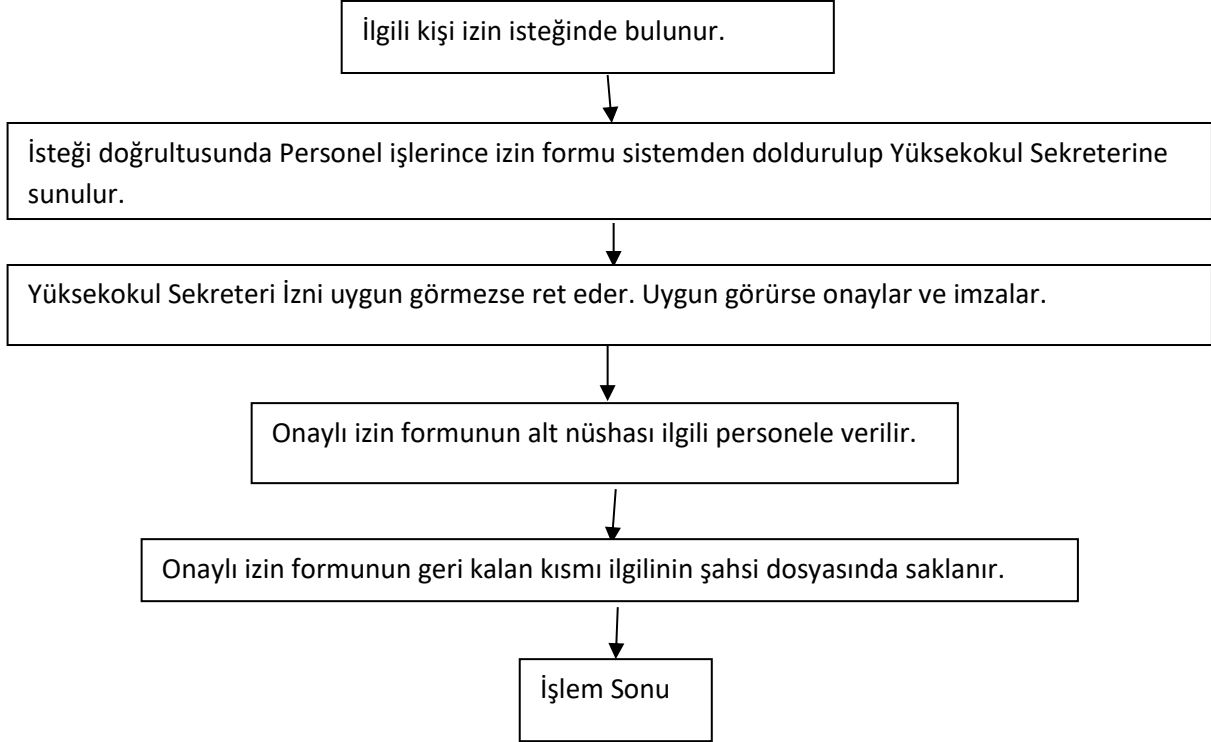 İlgili kişi izin isteğinde bulunur.
İsteği doğrultusunda Personel işlerince izin formu sistemden doldurulup Yüksekokul Sekreterine
sunulur.
Yüksekokul Sekreteri İzni uygun görmezse ret eder. Uygun görürse onaylar ve imzalar.
Onaylı izin formunun alt nüshası ilgili personele verilir.
Onaylı izin formunun geri kalan kısmı ilgilinin şahsi dosyasında saklanır.
İşlem Sonu